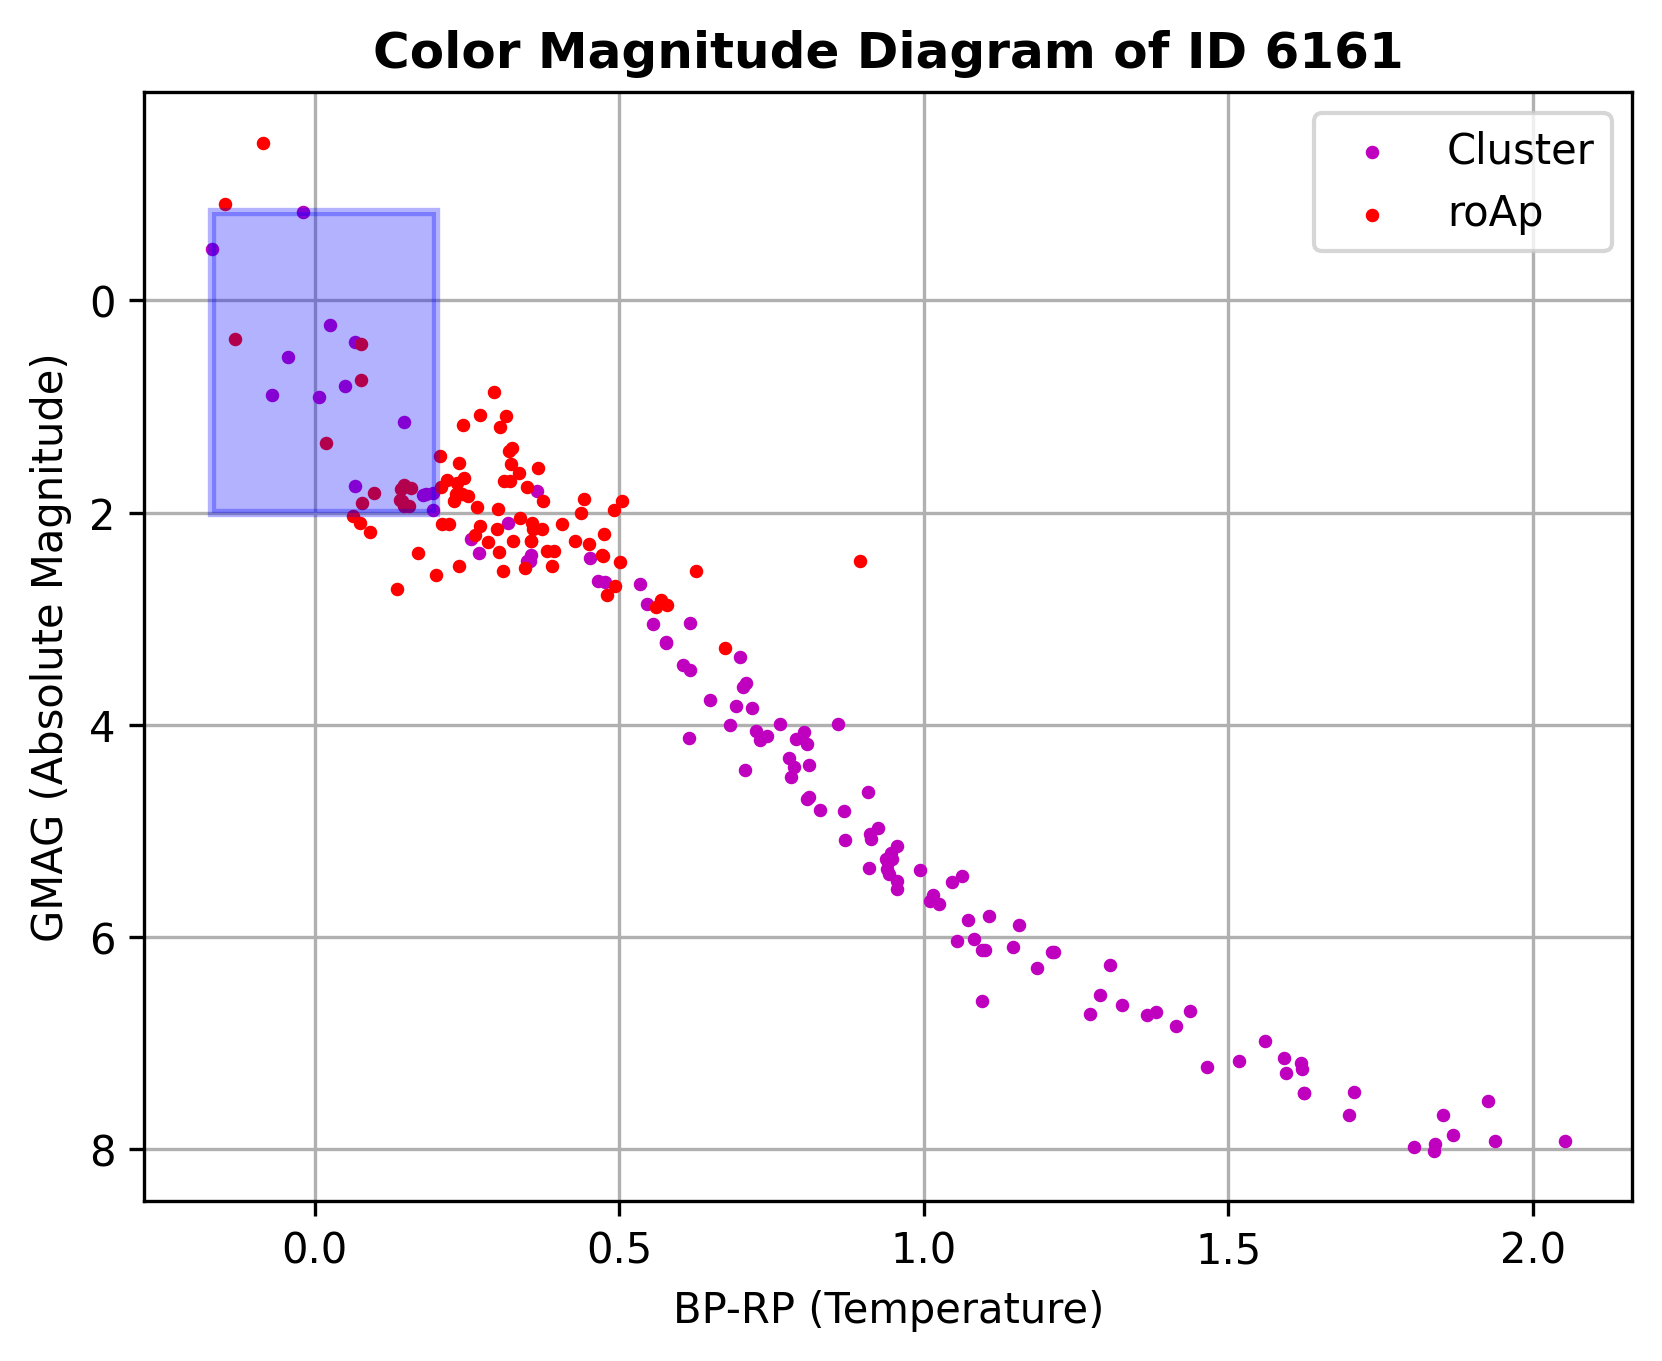 Color Magnitude Diagram of ID 6161
Cluster
roAp
GMAG (Absolute Magnitude)
0
2
4
6
8
0.0 0.5 1.0 1.5 2.0
BP-RP (Temperature)